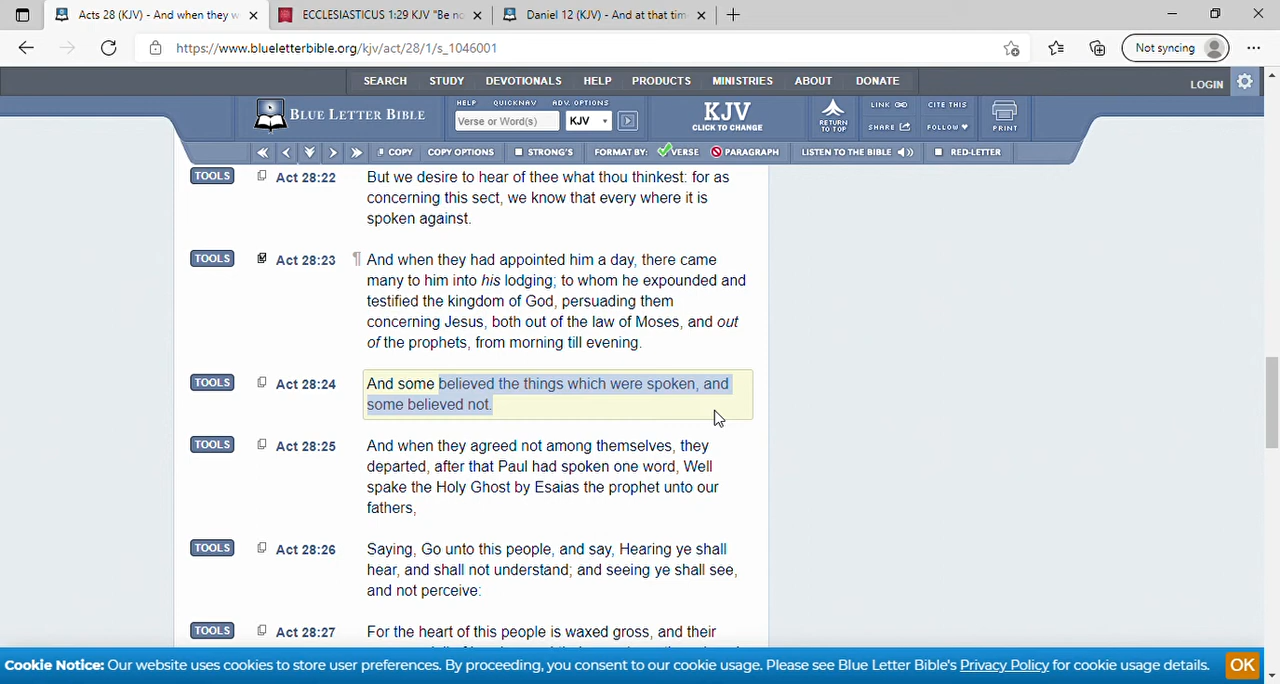 Acts 28 (KJV) - And when they w
ECCLESIASTICUS 1:29 KJV "Be no
Daniel 12 (KJV) - And at that tim
https://www.blueletterbible.org/kjv/act/28/1/s_1046001
Not syncing
SEARCH STUDY DEVOTIONALS HELP PRODUCTS MINISTRIES ABOUT DONATE
LOGIN
BLUE LETTER BIBLE
HELP QUICKNAV ADV. OPTIONS
Verse or Word(s) KJV
KJV
CLICK TO CHANGE
RETURN
TO TOP
LINK CITE THIS
SHARE FOLLOW
PRINT
COPY COPY OPTIONS STRONG'S FORMAT BY: VERSE PARAGRAPH LISTEN TO THE BIBLE RED-LETTER
TOOLS Act 28:22 But we desire to hear of thee what thou thinkest: for as
concerning this sect, we know that every where it is
spoken against.
TOOLS Act 28:23 ¶ And when they had appointed him a day, there came
many to him into his lodging; to whom he expounded and
testified the kingdom of God, persuading them
concerning Jesus, both out of the law of Moses, and out
of the prophets, from morning till evening.
TOOLS Act 28:24 And some believed the things which were spoken, and
some believed not.
TOOLS Act 28:25 And when they agreed not among themselves, they
departed, after that Paul had spoken one word, Well
spake the Holy Ghost by Esaias the prophet unto our
fathers,
TOOLS Act 28:26 Saying, Go unto this people, and say, Hearing ye shall
hear, and shall not understand; and seeing ye shall see,
and not perceive:
TOOLS Act 28:27 For the heart of this people is waxed gross, and their
Cookie Notice: Our website uses cookies to store user preferences. By proceeding, you consent to our cookie usage. Please see Blue Letter Bible's Privacy Policy for cookie usage details. OK